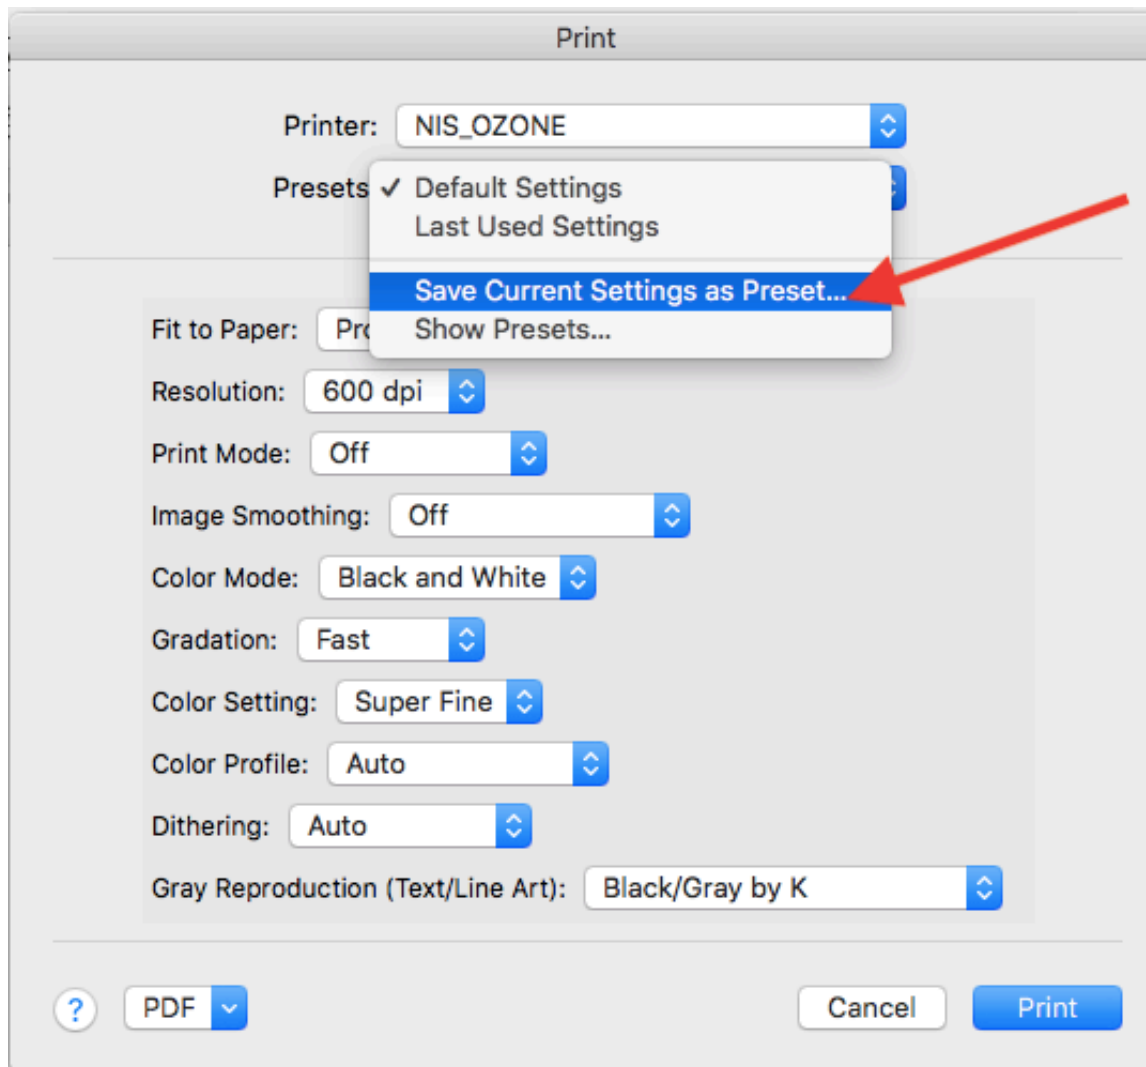 Print
Printer: NIS_OZONE
Presets ✓ Default Settings
Last Used Settings
Save Current Settings as Preset...
Show Presets...
Fit to Paper:
Resolution: 600 dpi
Print Mode: Off
Image Smoothing: Off
Color Mode: Black and White
Gradation: Fast
Color Setting: Super Fine
Color Profile: Auto
Dithering: Auto
Gray Reproduction (Text/Line Art): Black/Gray by K
? PDF Cancel Print